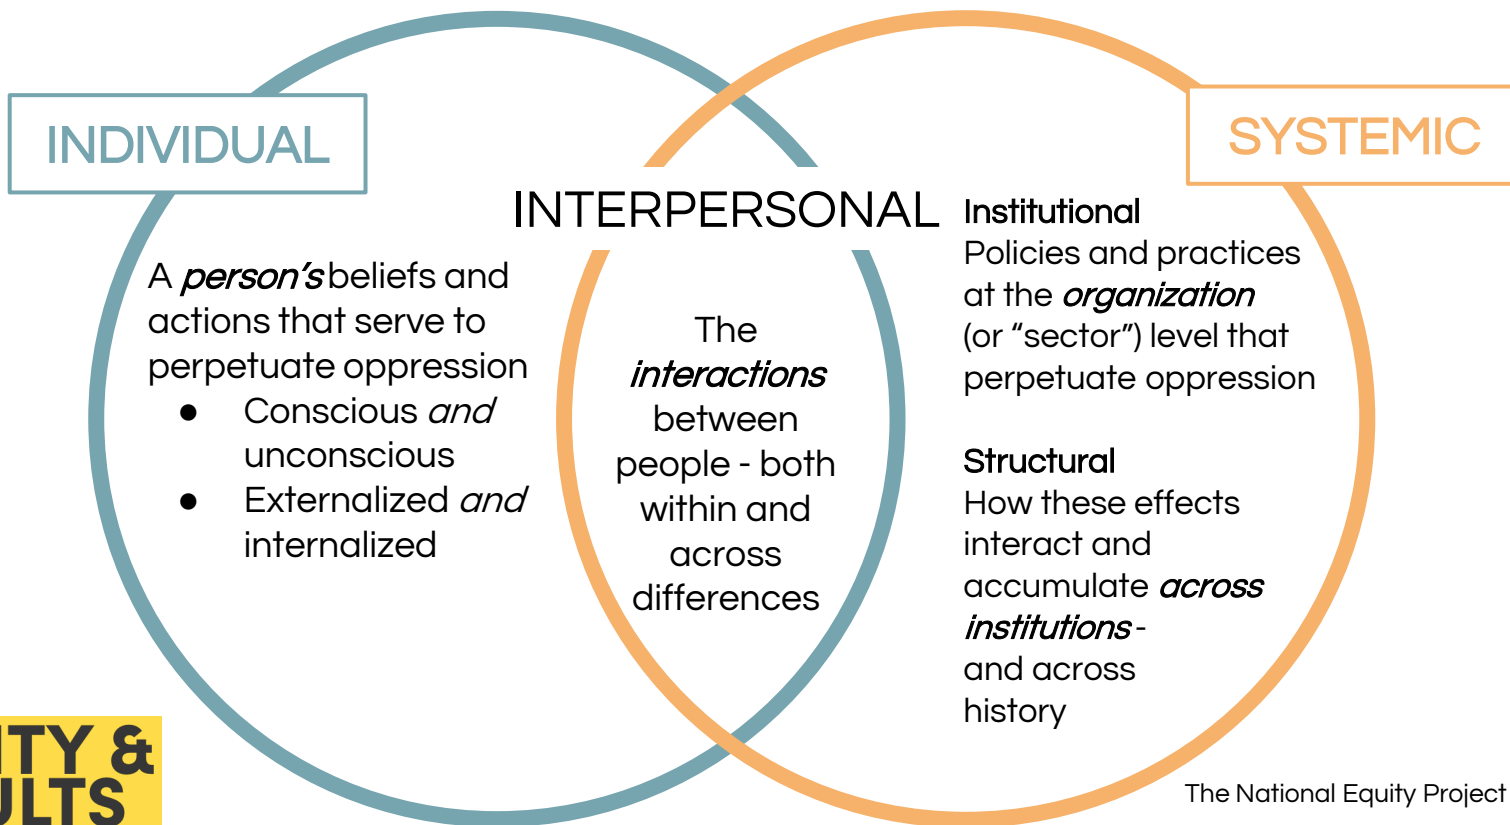 INDIVIDUAL
A person's beliefs and
actions that serve to
perpetuate oppression
● Conscious and
unconscious
● Externalized and
internalized
INTERPERSONAL
The
interactions
between
people - both
within and
across
differences
SYSTEMIC
Institutional
Policies and practices
at the organization
(or “sector”) level that
perpetuate oppression
Structural
How these effects
interact and
accumulate across
institutions -
and across
history
ITY &
ULTS
The National Equity Project